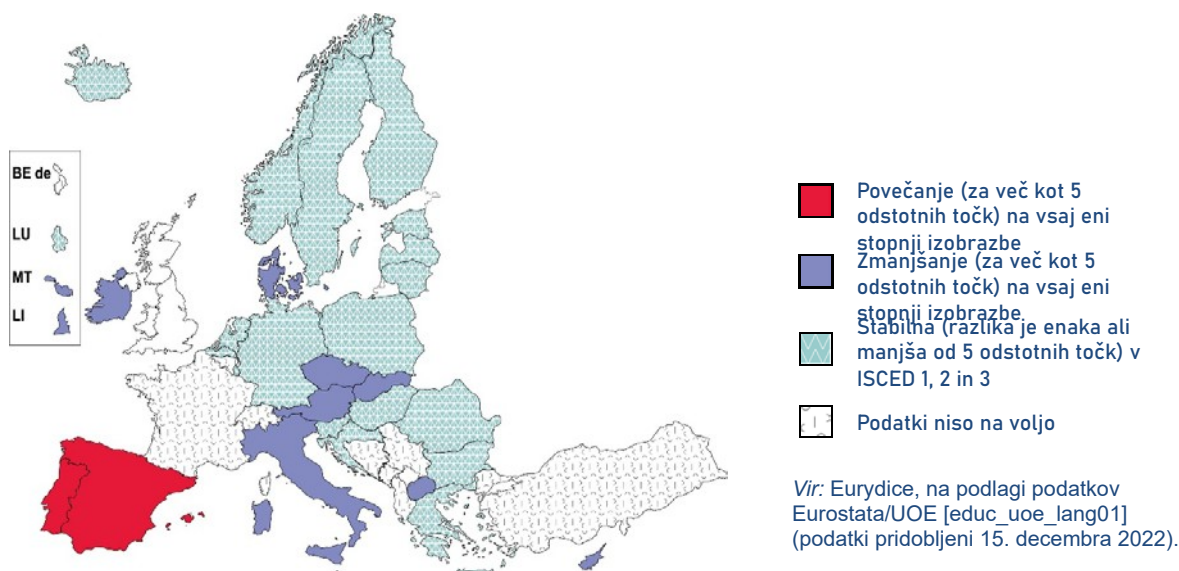 BE de
LU
MT
LI
Povečanje (za več kot 5
odstotnih točk) na vsaj eni
stopnji izobrazbe
Zmanjšanje (za več kot 5
odstotnih točk) na vsaj eni
stopnji izobrazbe
Stabilna (razlika je enaka ali
manjša od 5 odstotnih točk) v
ISCED 1, 2 in 3
Podatki niso na voljo
Vir: Eurydice, na podlagi podatkov
Eurostata/UOE [educ_uoe_lang01]
(podatki pridobljeni 15. decembra 2022).